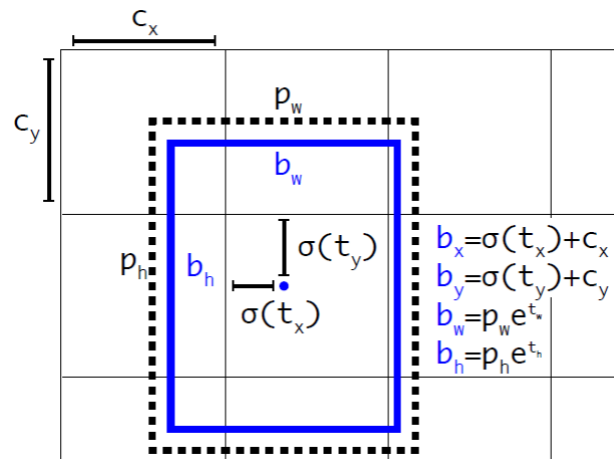 c_x
c_y
p_w
b_w
p_h
b_h
σ(t_y)
σ(t_x)
b_x=σ(t_x)+c_x
b_y=σ(t_y)+c_y
b_w=p_w e^{t_w}
b_h=p_h e^{t_h}